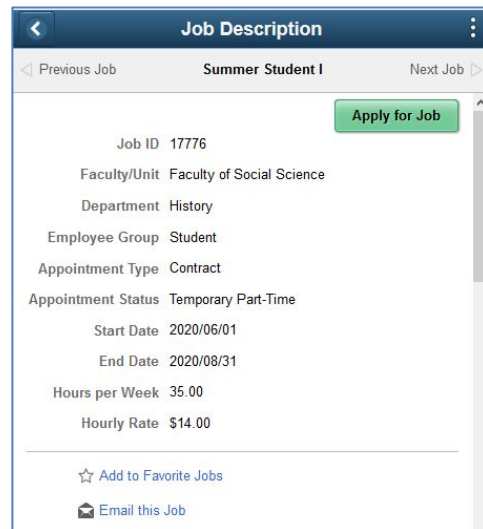 Job Description
Previous Job Summer Student I Next Job
Apply for Job
Job ID 17776
Faculty/Unit Faculty of Social Science
Department History
Employee Group Student
Appointment Type Contract
Appointment Status Temporary Part-Time
Start Date 2020/06/01
End Date 2020/08/31
Hours per Week 35.00
Hourly Rate $14.00
Add to Favorite Jobs
Email this Job